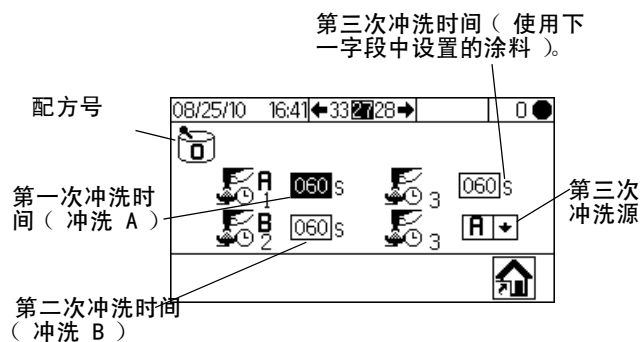 第三次冲洗时间（ 使用下
一字段中设置的涂料 ）。
配方号
08/25/10 16:41 33 27 28 0
0
第一次冲洗时
间（ 冲洗 A ）
A 1 060 s 3 060 s
第三次
冲洗源
B 2 060 s 3 A
第二次冲洗时间
（ 冲洗 B ）